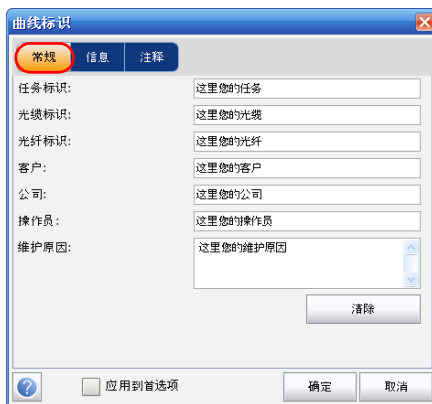 曲线标识
常规 信息 注释
任务标识: 这里您的任务
光缆标识: 这里您的光缆
光纤标识: 这里您的光纤
客户: 这里您的客户
公司: 这里您的公司
操作员: 这里您的操作员
维护原因: 这里您的維护原因
清除
? 应用到首选项 确定 取消